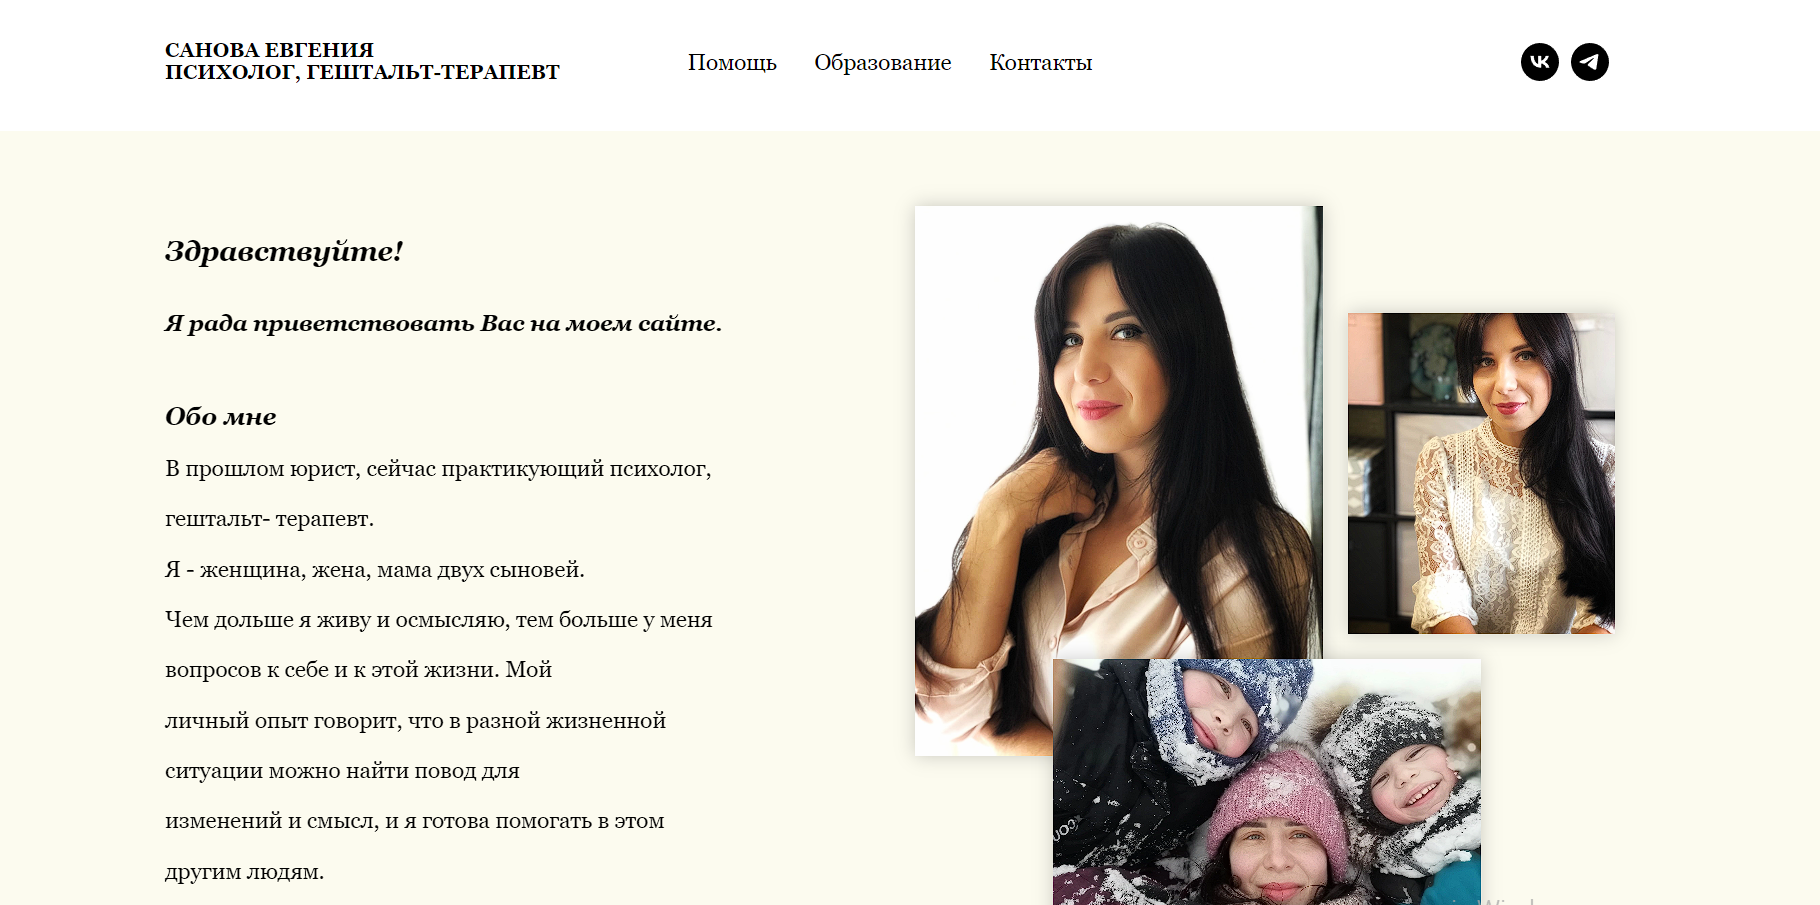 САНОВА ЕВГЕНИЯ
ПСИХОЛОГ, ГЕШТАЛЬТ-ТЕРАПЕВТ
Помощь Образование Контакты
Здравствуйте!
Я рада приветствовать Вас на моем сайте.
Обо мне
В прошлом юрист, сейчас практикующий психолог,
гештальт- терапевт.
Я - женщина, жена, мама двух сыновей.
Чем дольше я живу и осмысляю, тем больше у меня
вопросов к себе и к этой жизни. Мой
личный опыт говорит, что в разной жизненной
ситуации можно найти повод для
изменений и смысл, и я готова помогать в этом
другим людям.